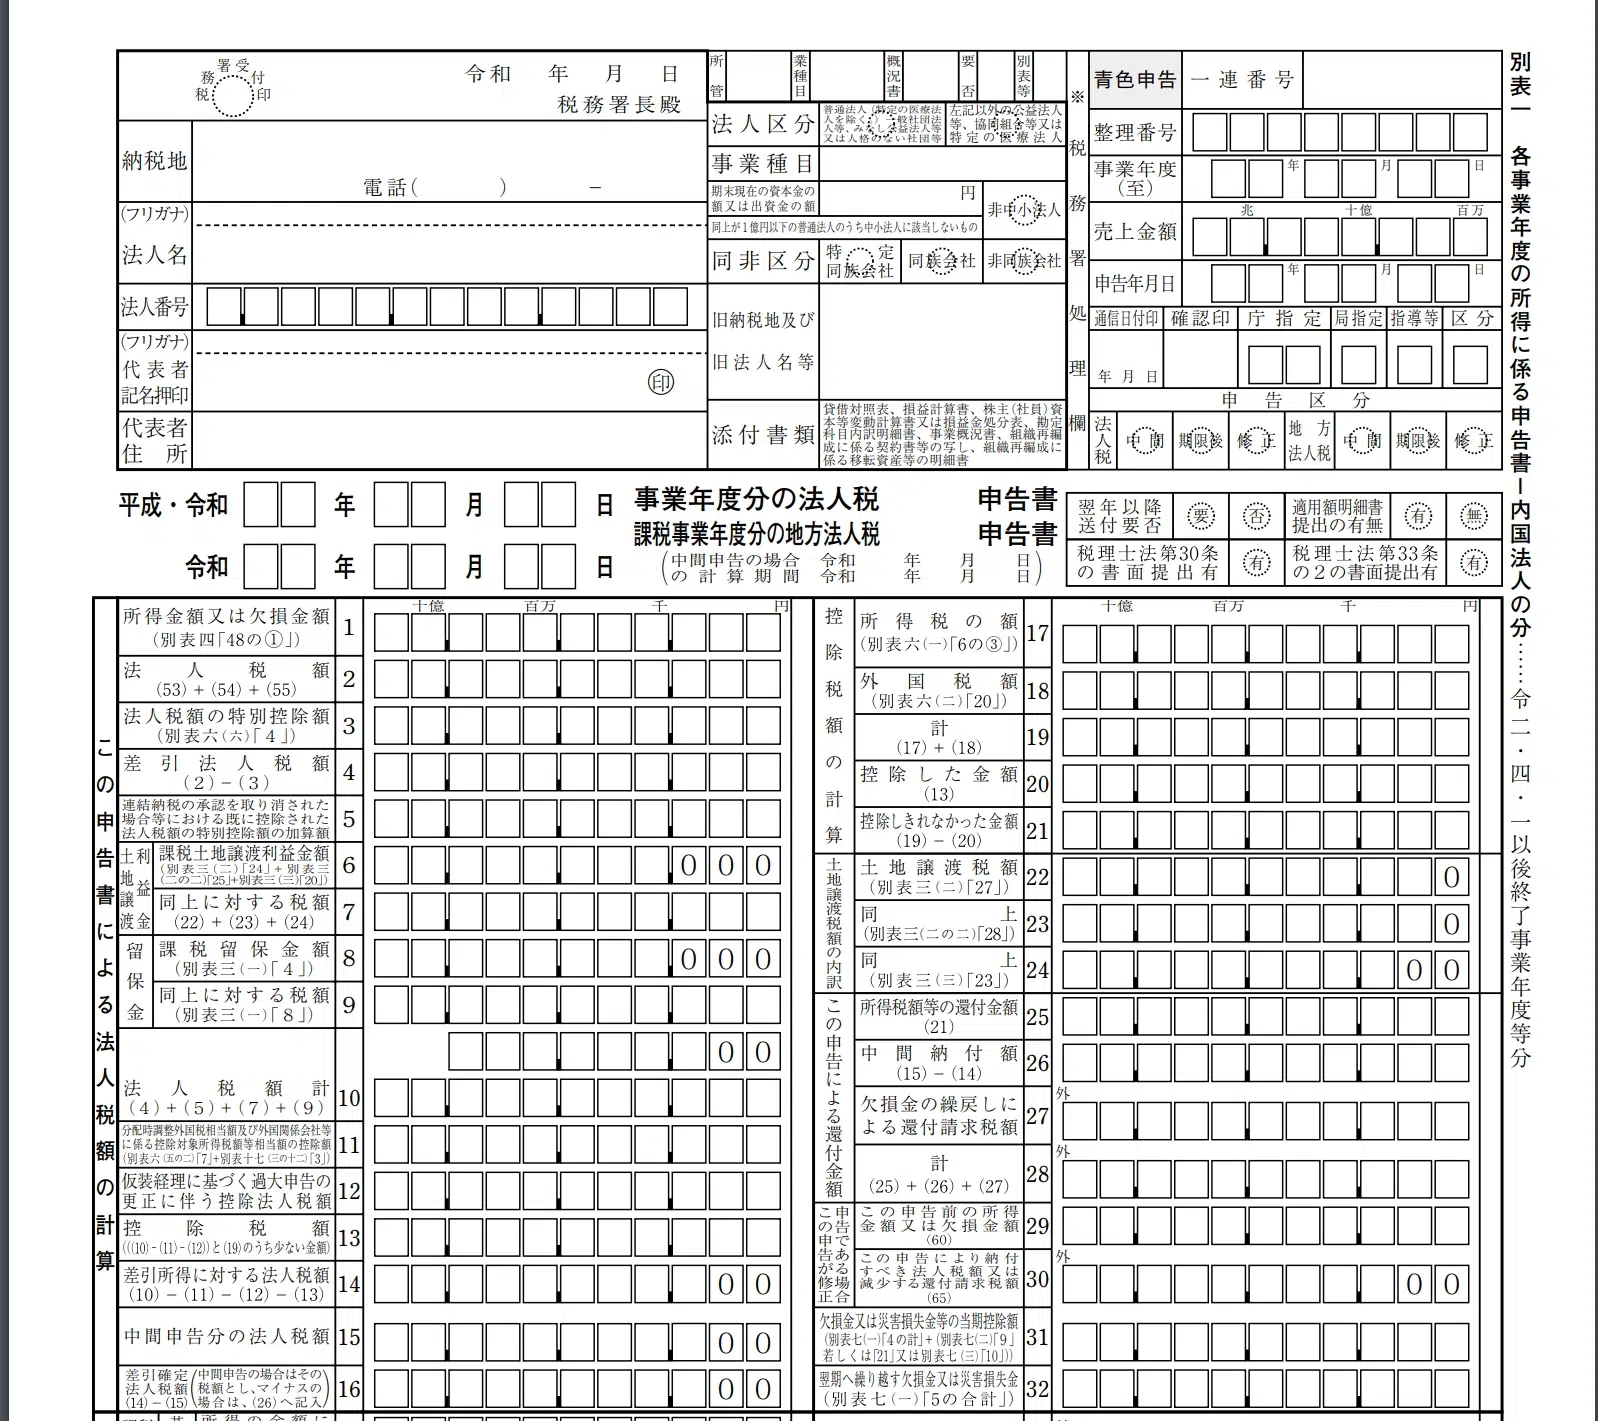 税務署受付印
令和 年 月 日
税務署長殿
納税地
電話( ) －
(フリガナ)
法人名
法人番号
(フリガナ)
代表者
記名押印
印
代表者
住所
所管
業種目
概況書
要否
別表等
法人区分
普通法人(特定の医療法
人を除く。)、一般社団法
人等、みなし公益法人等
又は人格のない社団等
左記以外の公益法人
等、協同組合等又は
特定の医療法人
事業種目
期末現在の資本金の
額又は出資金の額
円
同上が1億円以下の普通法人のうち中小法人に該当しないもの
非中小法人
同非区分
特定
同族会社
同族会社
非同族会社
旧納税地及び
旧法人名等
添付書類
貸借対照表、損益計算書、株主(社員)資
本等変動計算書又は損益金処分表、勘定
科目内訳明細書、事業概況書、組織再編
成に係る契約書等の写し、組織再編成に
係る移転資産等の明細書
※税務署処理欄
青色申告
一連番号
整理番号
事業年度
(至)
年 月 日
売上金額
兆 十億 百万
申告年月日
年 月 日
通信日付印 確認印 庁指定 局指定 指導等 区分
年 月 日
申告区分
法人税 中間 期限後 修正
地方
法人税 中間 期限後 修正
別表一 各事業年度の所得に係る申告書ー内国法人の分……令二・四・一以後終了事業年度等分
平成・令和 年 月 日
令和 年 月 日
事業年度分の法人税 申告書
課税事業年度分の地方法人税 申告書
(中間申告の場合 令和 年 月 日
の計算期間 令和 年 月 日)
翌年以降
送付要否
要 否
適用額明細書
提出の有無
有 無
税理士法第30条
の書面提出有
有
税理士法第33条
の2の書面提出有
有
この申告書による法人税額の計算
十億 百万 千 円
所得金額又は欠損金額
(別表四「48の①」)
1
法人税額
(53)+(54)+(55)
2
法人税額の特別控除額
(別表六(六)「4」)
3
差引法人税額
(2)－(3)
4
連結納税の承認を取り消された
場合等における既に控除された
法人税額の特別控除額の加算額
5
土地譲渡利益金
課税土地譲渡利益金額
(別表三(二)「24」+別表三
(二の二)「25」+別表三(三)「20」)
6
000
同上に対する税額
(22)+(23)+(24)
7
留保金
課税留保金額
(別表三(一)「4」)
8
000
同上に対する税額
(別表三(一)「8」)
9
00
法人税額計
(4)+(5)+(7)+(9)
10
分配時調整外国税相当額及び外国関係会社等
に係る控除対象所得税額等相当額の控除額
(別表六(五の二)「7」+別表十七(三の十二)「3」)
11
仮装経理に基づく過大申告の
更正に伴う控除法人税額
12
控除税額
(((10)-(11)-(12))と(19)のうち少ない金額)
13
差引所得に対する法人税額
(10)－(11)－(12)－(13)
14
00
中間申告分の法人税額
15
00
差引確定
法人税額
(14)－(15)
(中間申告の場合はその
税額とし、マイナスの
場合は、(26)へ記入)
16
00
控除税額の計算
十億 百万 千 円
所得税の額
(別表六(一)「6の③」)
17
外国税額
(別表六(二)「20」)
18
計
(17)+(18)
19
控除した金額
(13)
20
控除しきれなかった金額
(19)－(20)
21
土地譲渡税額の内訳
土地譲渡税額
(別表三(二)「27」)
22
0
同上
(別表三(二の二)「28」)
23
0
同上
(別表三(三)「23」)
24
00
この申告による還付金額
所得税額等の還付金額
(21)
25
中間納付額
(15)－(14)
26
欠損金の繰戻しに
よる還付請求税額
27
外
計
(25)+(26)+(27)
28
外
この申告が修正申告である場合
この申告前の所得
金額又は欠損金額
(60)
29
この申告により納付
すべき法人税額又は
減少する還付請求税額
(65)
30
外
00
欠損金又は災害損失金等の当期控除額
(別表七(一)「4の計」+(別表七(二)「9」
若しくは「21」又は別表七(三)「10」))
31
翌期へ繰り越す欠損金又は災害損失金
(別表七(一)「5の合計」)
32